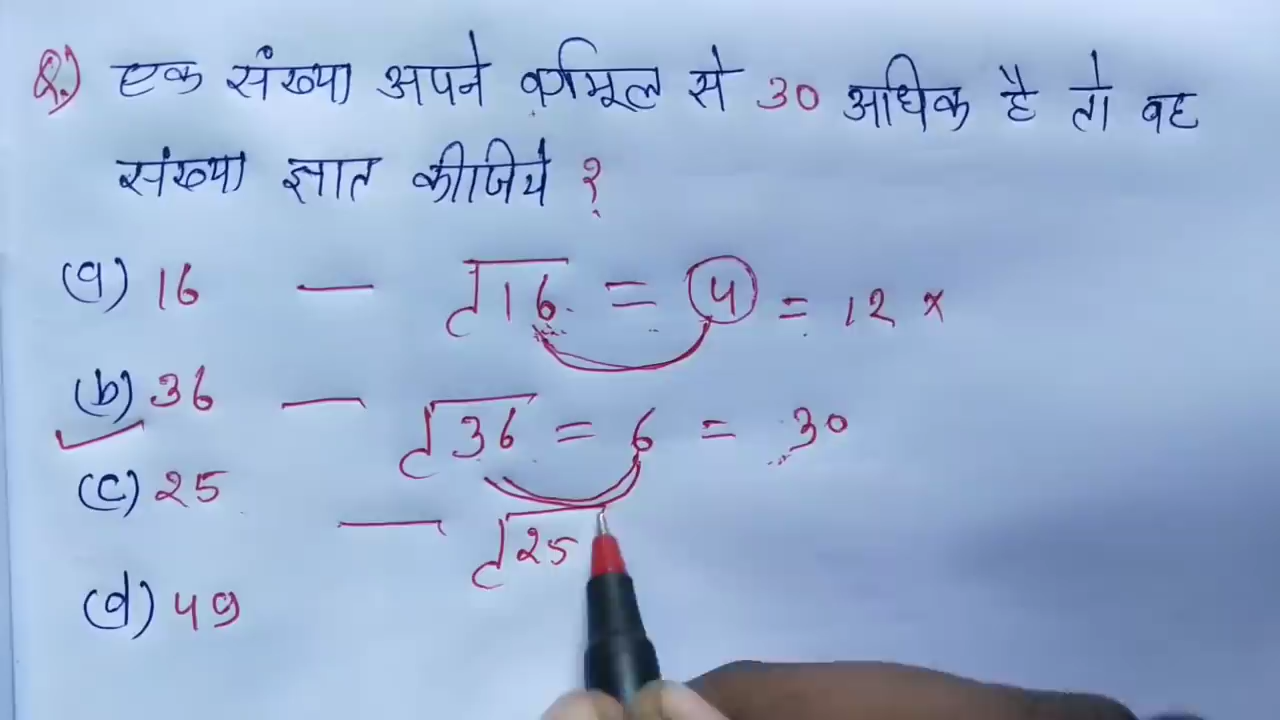 Q.) एक संख्या अपने वर्गमूल से 30 अधिक है तो वह
संख्या ज्ञात कीजिये ?
(a) 16 — √16 = 4 = 12 ×
(b) 36 — √36 = 6 = 30
(c) 25 — √25
(d) 49